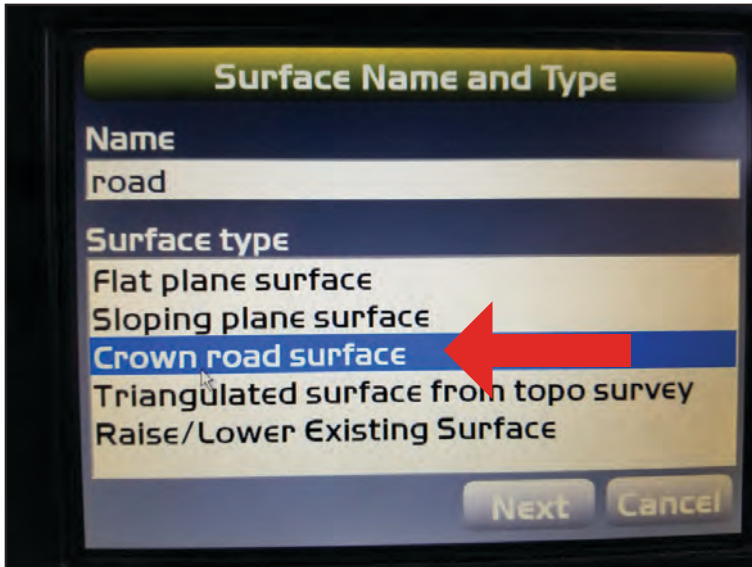 Surface Name and Type
Name
road
Surface type
Flat plane surface
Sloping plane surface
Crown road surface
Triangulated surface from topo survey
Raise/Lower Existing Surface
Next Cancel